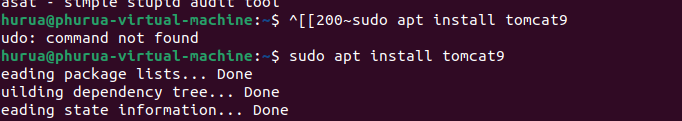 asat - simple stupid audit tool
hurua@phurua-virtual-machine:~$ ^[[200~sudo apt install tomcat9
udo: command not found
hurua@phurua-virtual-machine:~$ sudo apt install tomcat9
eading package lists... Done
uilding dependency tree... Done
eading state information... Done